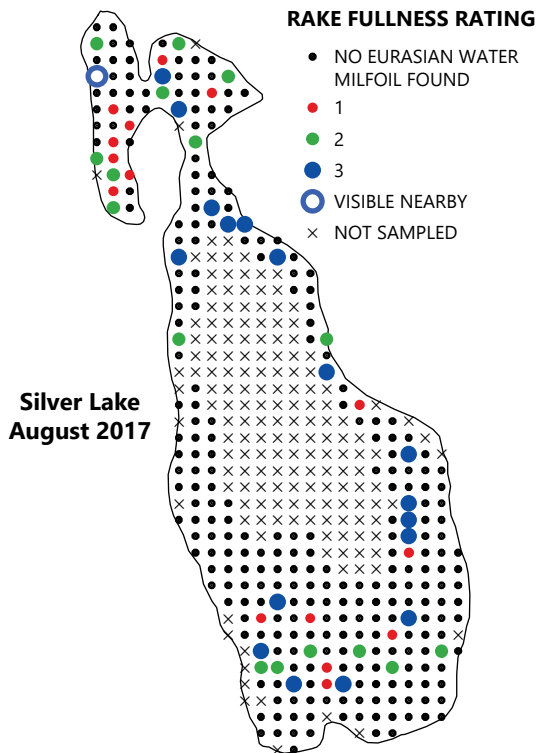 RAKE FULLNESS RATING
NO EURASIAN WATER
MILFOIL FOUND
1
2
3
VISIBLE NEARBY
NOT SAMPLED
Silver Lake
August 2017